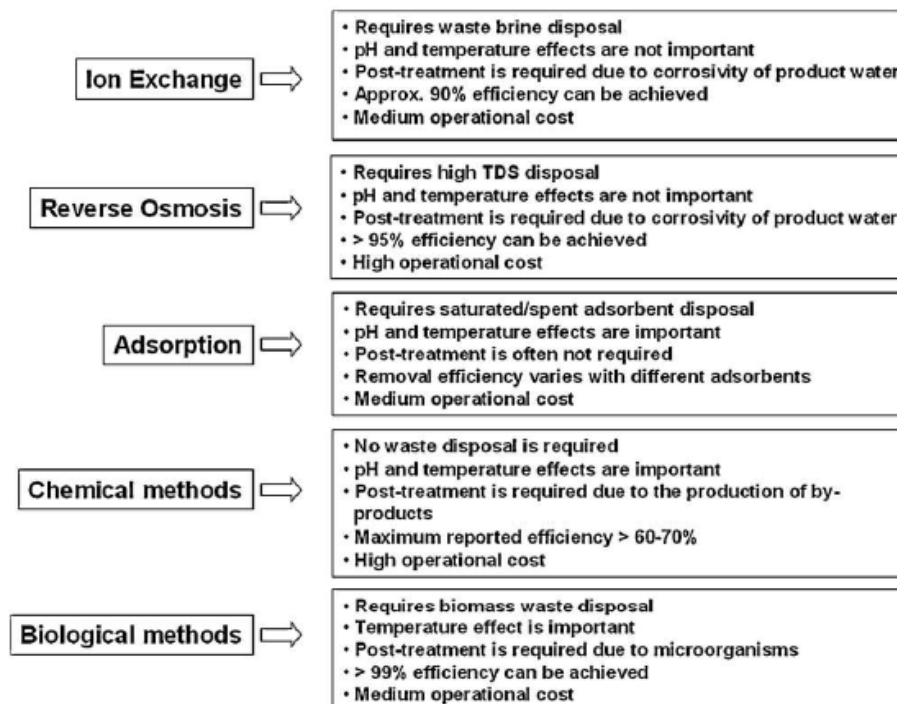 Ion Exchange
• Requires waste brine disposal
• pH and temperature effects are not important
• Post-treatment is required due to corrosivity of product water
• Approx. 90% efficiency can be achieved
• Medium operational cost
Reverse Osmosis
• Requires high TDS disposal
• pH and temperature effects are not important
• Post-treatment is required due to corrosivity of product water
• > 95% efficiency can be achieved
• High operational cost
Adsorption
• Requires saturated/spent adsorbent disposal
• pH and temperature effects are important
• Post-treatment is often not required
• Removal efficiency varies with different adsorbents
• Medium operational cost
Chemical methods
• No waste disposal is required
• pH and temperature effects are important
• Post-treatment is required due to the production of by-
products
• Maximum reported efficiency > 60-70%
• High operational cost
Biological methods
• Requires biomass waste disposal
• Temperature effect is important
• Post-treatment is required due to microorganisms
• > 99% efficiency can be achieved
• Medium operational cost